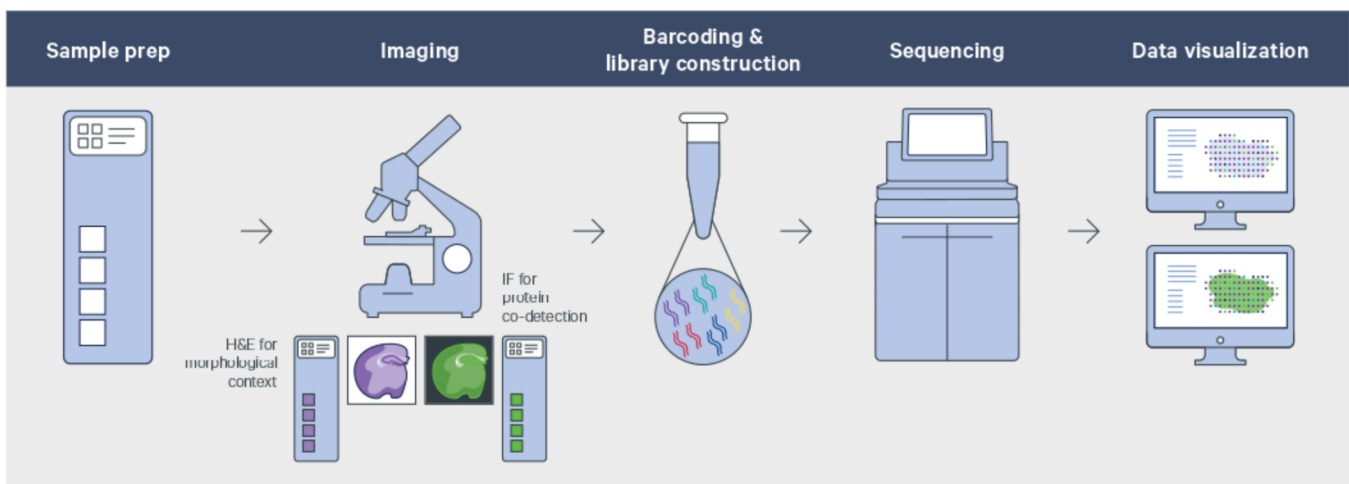 Sample prep
Imaging
Barcoding &
library construction
Sequencing
Data visualization
IF for
protein
co-detection
H&E for
morphological
context